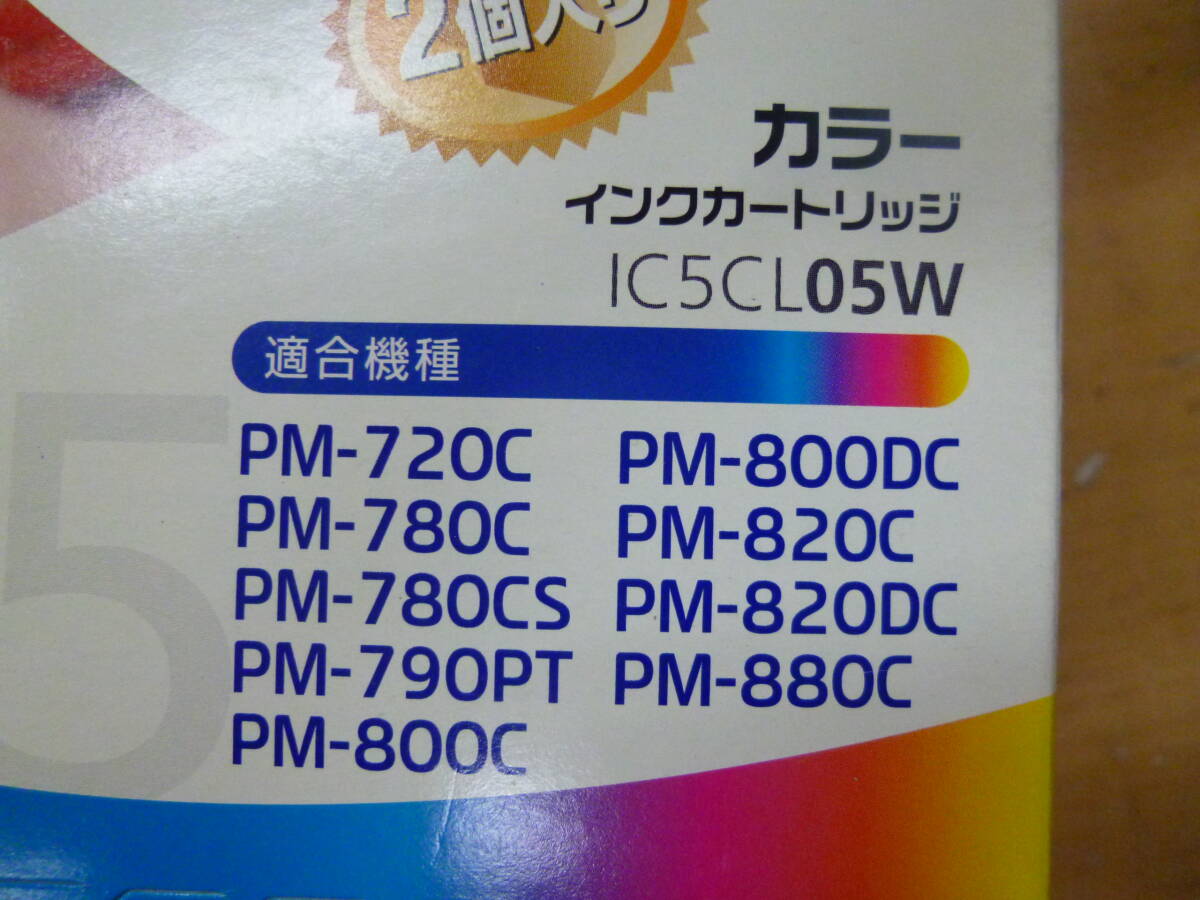 2個入り
カラー
インクカートリッジ
IC5CL05W
適合機種
PM-720C
PM-780C
PM-780CS
PM-790PT
PM-800C
PM-800DC
PM-820C
PM-820DC
PM-880C
5